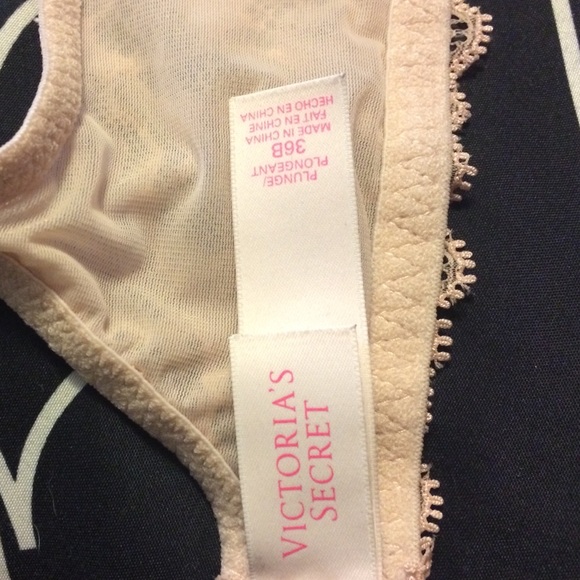 PLUNGE/
PLONGEANT
36B
MADE IN CHINA
FAIT EN CHINE
HECHO EN CHINA
VICTORIA'S
SECRET